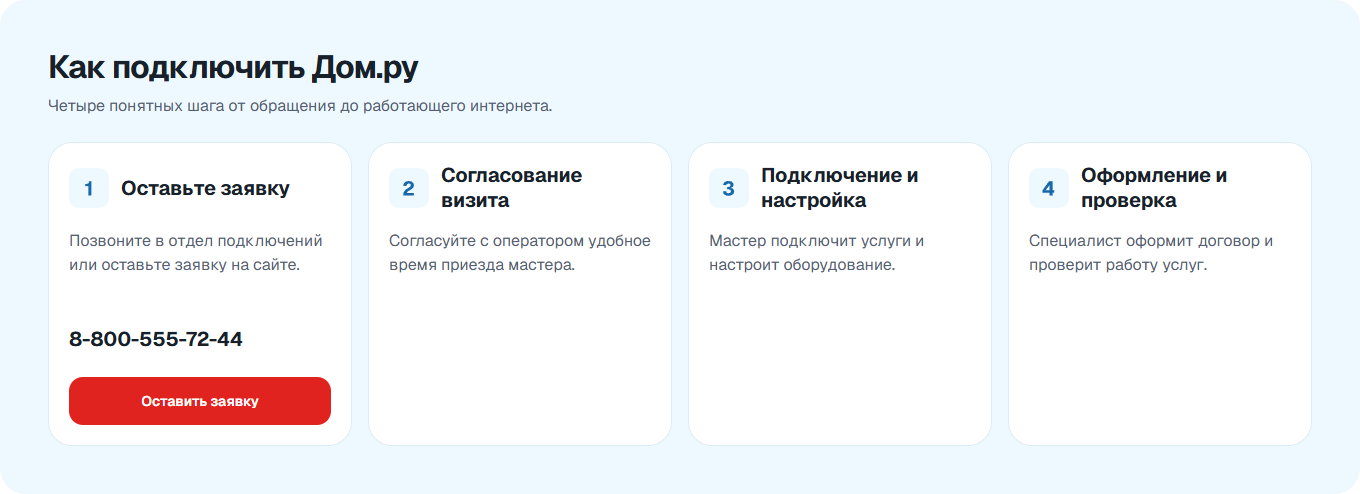 Как подключить Дом.ру
Четыре понятных шага от обращения до работающего интернета.
1
Оставьте заявку
Позвоните в отдел подключений
или оставьте заявку на сайте.
8-800-555-72-44
Оставить заявку
2
Согласование
визита
Согласуйте с оператором удобное
время приезда мастера.
3
Подключение и
настройка
Мастер подключит услуги и
настроит оборудование.
4
Оформление и
проверка
Специалист оформит договор и
проверит работу услуг.